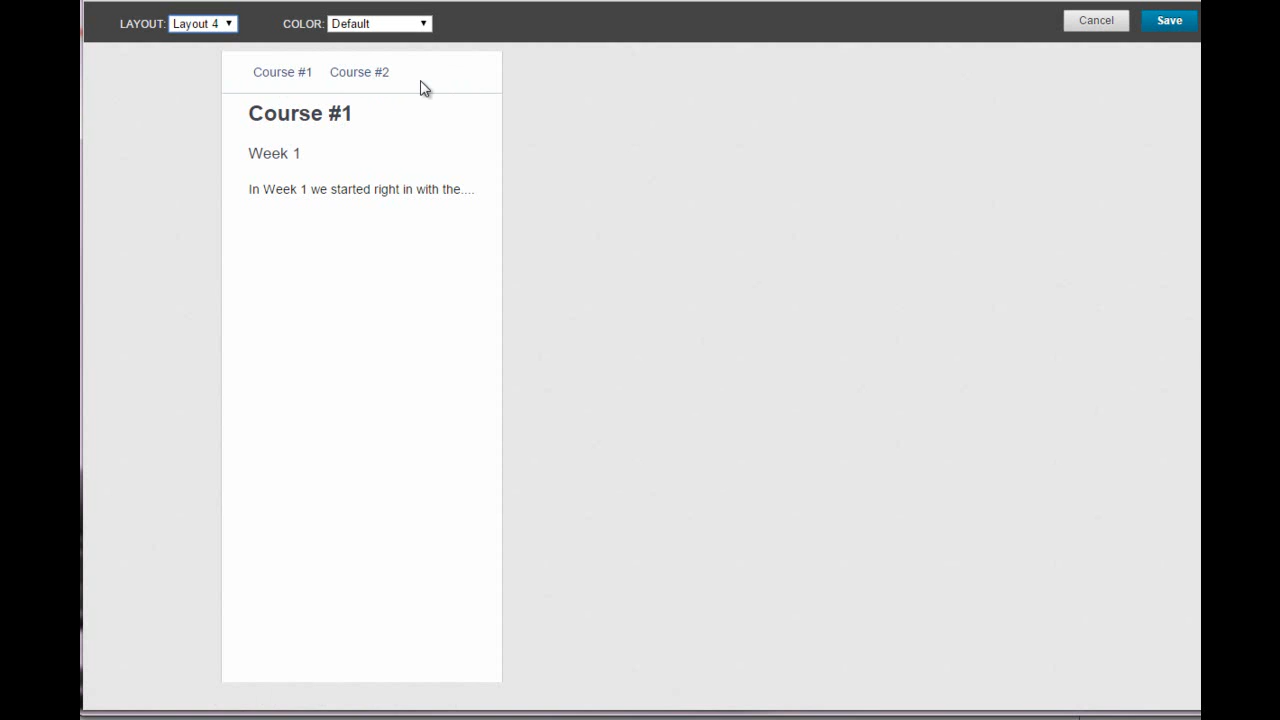 LAYOUT: Layout 4 COLOR: Default Cancel Save
Course #1 Course #2
Course #1
Week 1
In Week 1 we started right in with the....